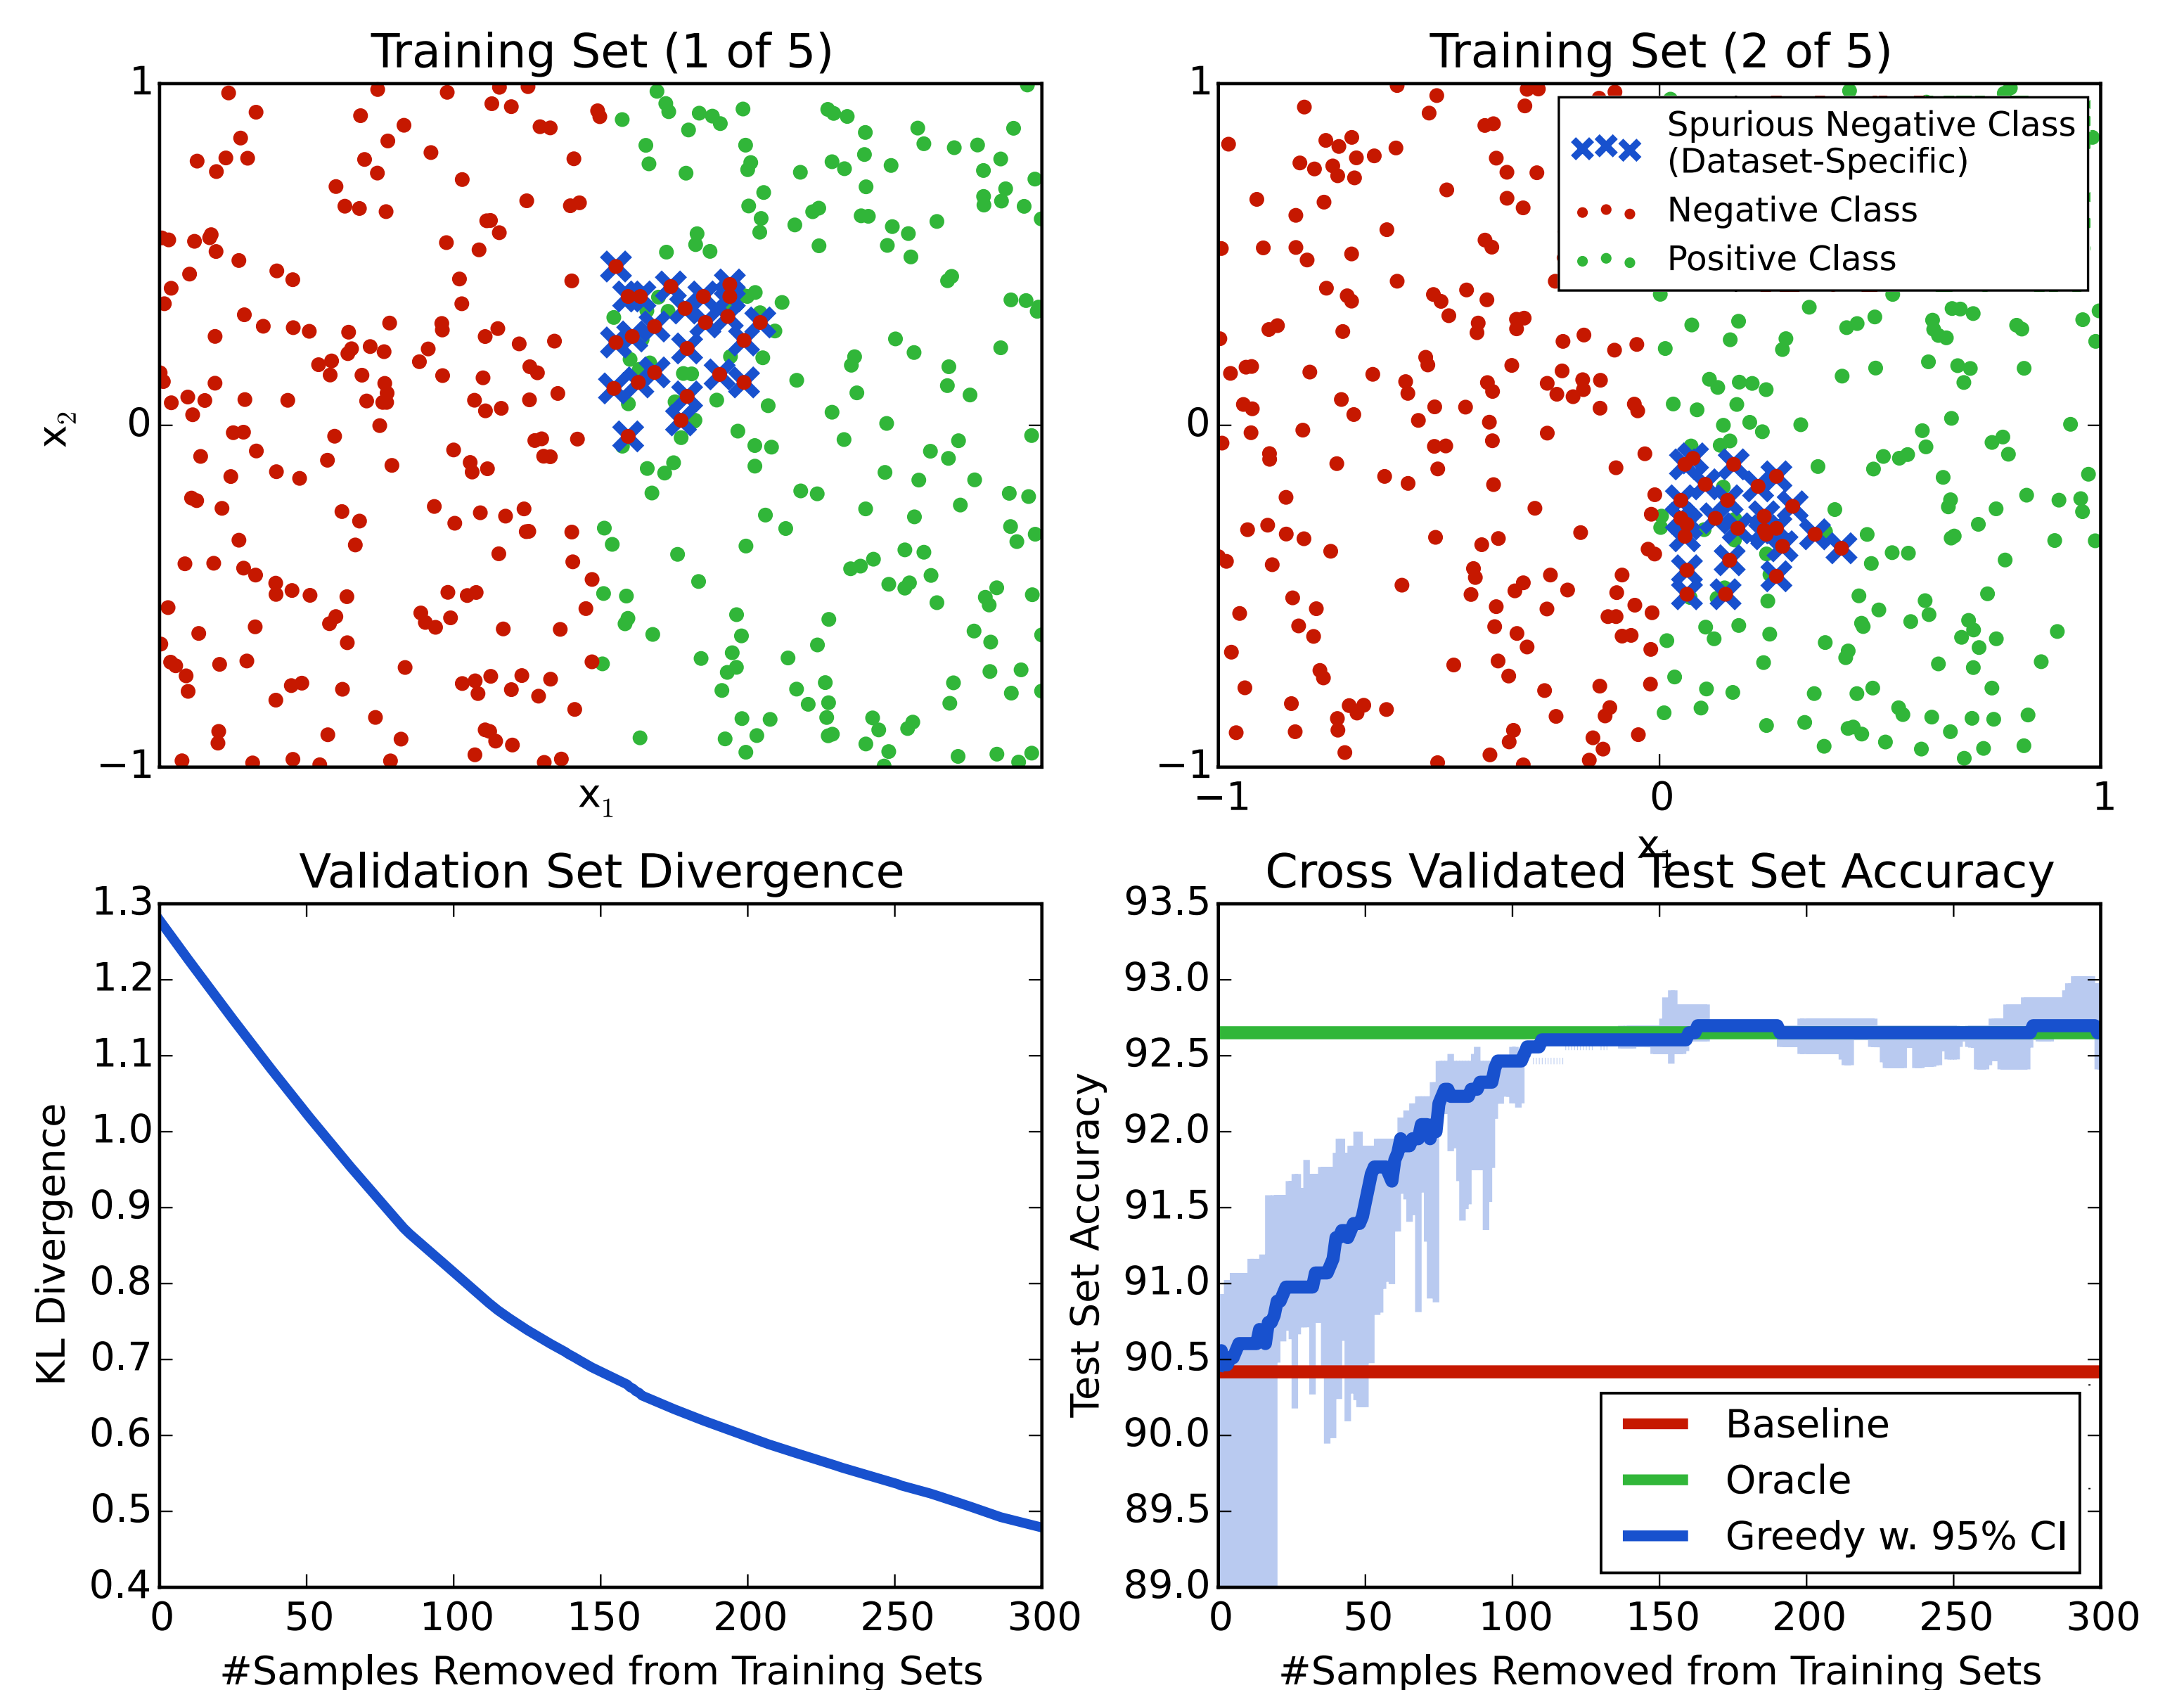 Training Set (1 of 5)
1
0
−1
x2
x1
Training Set (2 of 5)
1
0
−1
−1 0 1
x1
Spurious Negative Class
(Dataset-Specific)
Negative Class
Positive Class
Validation Set Divergence
1.3
1.2
1.1
1.0
0.9
0.8
0.7
0.6
0.5
0.4
KL Divergence
0 50 100 150 200 250 300
#Samples Removed from Training Sets
Cross Validated Test Set Accuracy
93.5
93.0
92.5
92.0
91.5
91.0
90.5
90.0
89.5
89.0
Test Set Accuracy
Baseline
Oracle
Greedy w. 95% CI
0 50 100 150 200 250 300
#Samples Removed from Training Sets